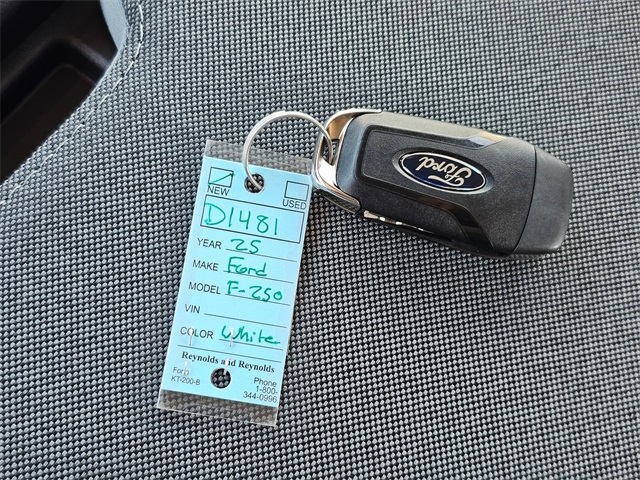 NEW
USED
D1481
YEAR 25
MAKE Ford
MODEL F-250
VIN
COLOR White
Reynolds and Reynolds
Form
KT-200-B
Phone
1-800-
344-0996
Ford